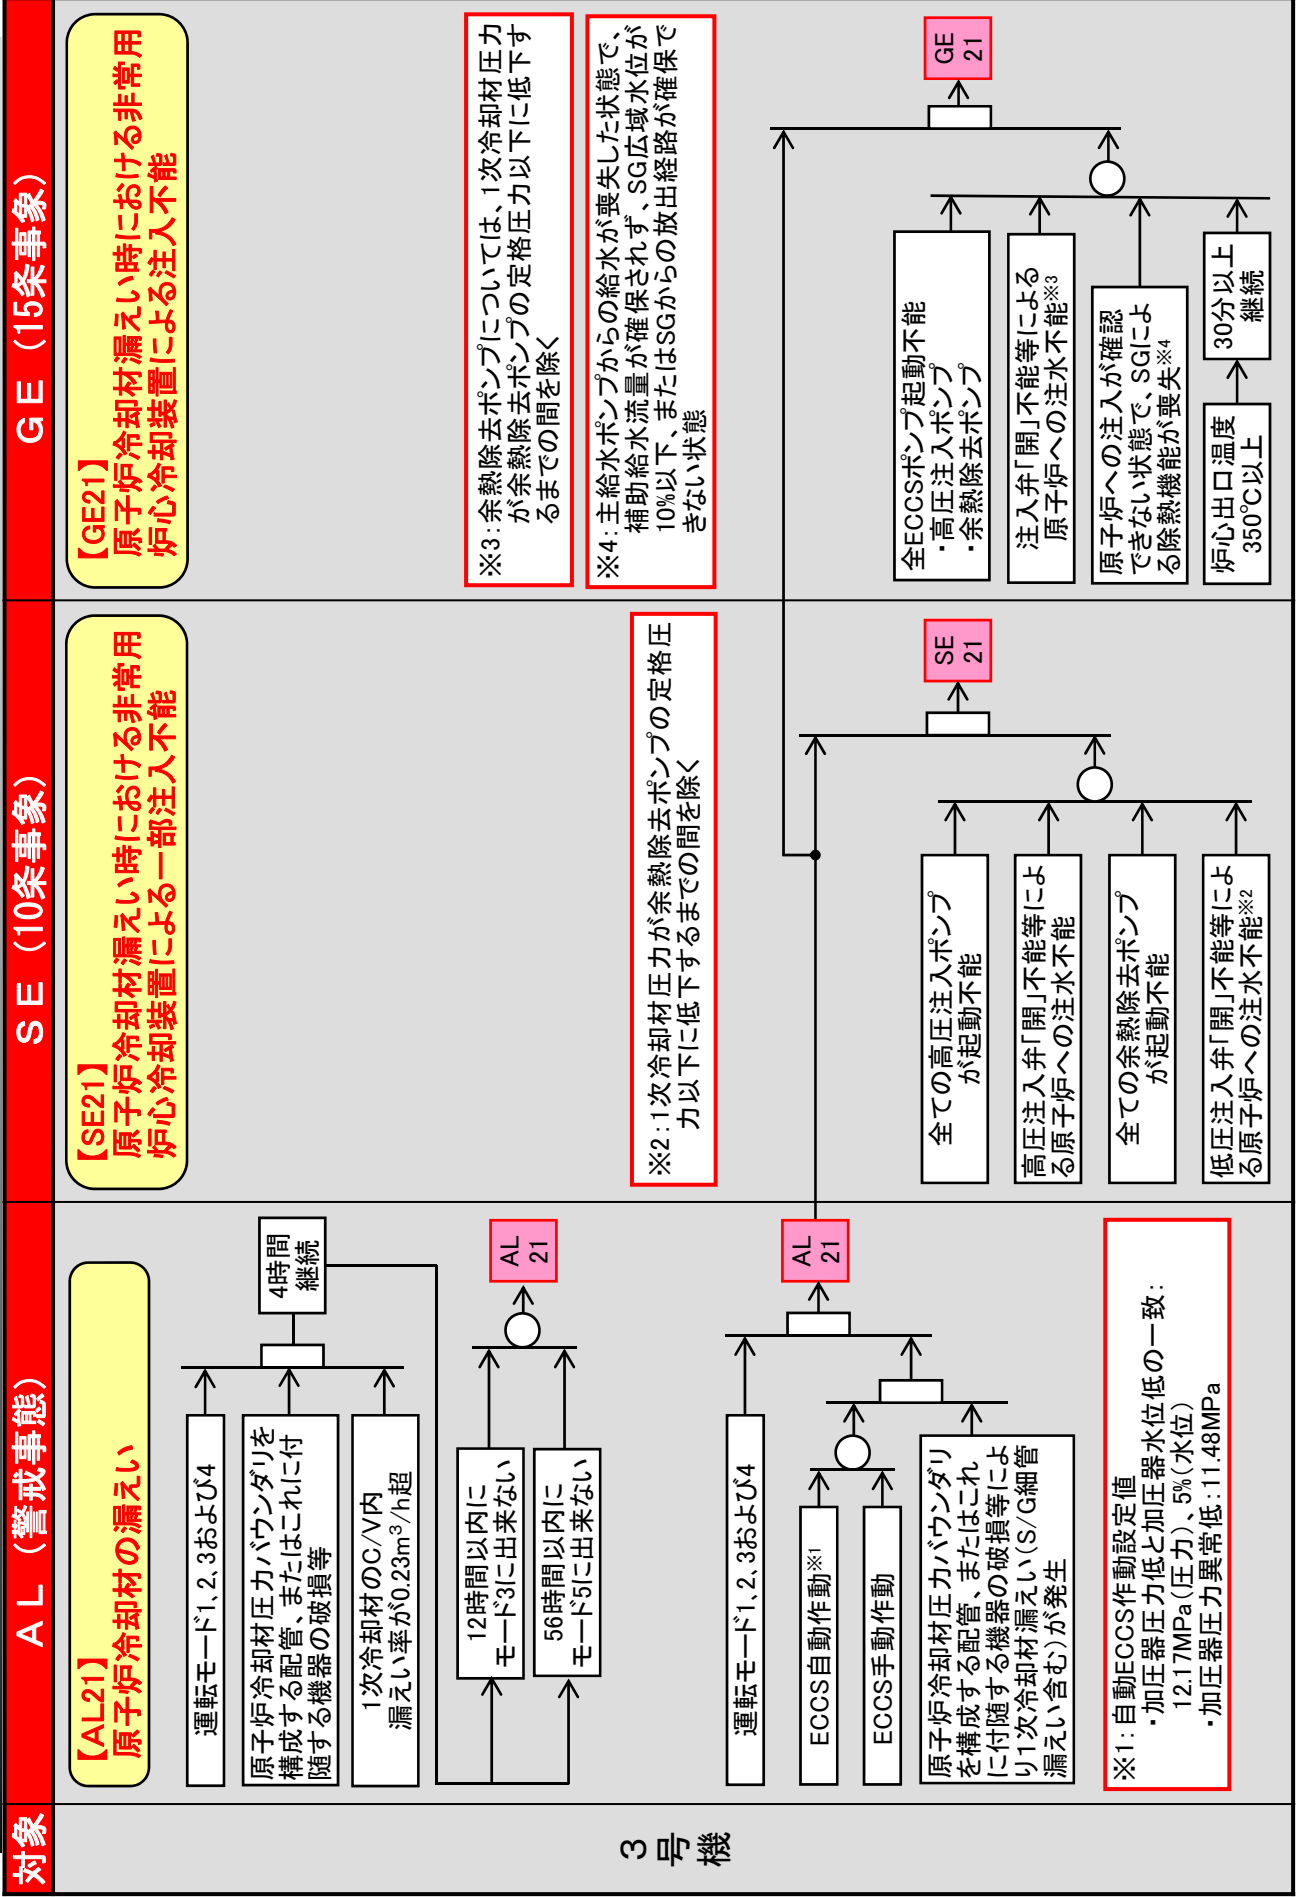 対象
ＡＬ（警戒事態）
ＳＥ（10条事象）
ＧＥ（15条事象）
３号機
【AL21】
原子炉冷却材の漏えい
運転モード1、2、3および4
原子炉冷却材圧力バウンダリを
構成する配管、またはこれに付
随する機器の破損等
1次冷却材のC/V内
漏えい率が0.23m³/h超
4時間
継続
12時間以内に
モード3に出来ない
56時間以内に
モード5に出来ない
AL
21
運転モード1、2、3および4
ECCS自動作動※1
ECCS手動作動
原子炉冷却材圧力バウンダリ
を構成する配管、またはこれ
に付随する機器の破損等によ
り1次冷却材漏えい（S/G細管
漏えい含む）が発生
AL
21
※1：自動ECCS作動設定値
・加圧器圧力低と加圧器水位低の一致：
12.17MPa（圧力）、5%（水位）
・加圧器圧力異常低：11.48MPa
【SE21】
原子炉冷却材漏えい時における非常用
炉心冷却装置による一部注入不能
※2：1次冷却材圧力が余熱除去ポンプの定格圧
力以下に低下するまでの間を除く
全ての高圧注入ポンプ
が起動不能
高圧注入弁「開」不能等によ
る原子炉への注水不能
全ての余熱除去ポンプ
が起動不能
低圧注入弁「開」不能等によ
る原子炉への注水不能※2
SE
21
【GE21】
原子炉冷却材漏えい時における非常用
炉心冷却装置による注入不能
※3：余熱除去ポンプについては、1次冷却材圧力
が余熱除去ポンプの定格圧力以下に低下す
るまでの間を除く
※4：主給水ポンプからの給水が喪失した状態で、
補助給水流量が確保されず、SG広域水位が
10%以下、またはSGからの放出経路が確保で
きない状態
全ECCSポンプ起動不能
・高圧注入ポンプ
・余熱除去ポンプ
注入弁「開」不能等による
原子炉への注水不能※3
原子炉への注入が確認
できない状態で、SGによ
る除熱機能が喪失※4
炉心出口温度
350℃以上
30分以上
継続
GE
21